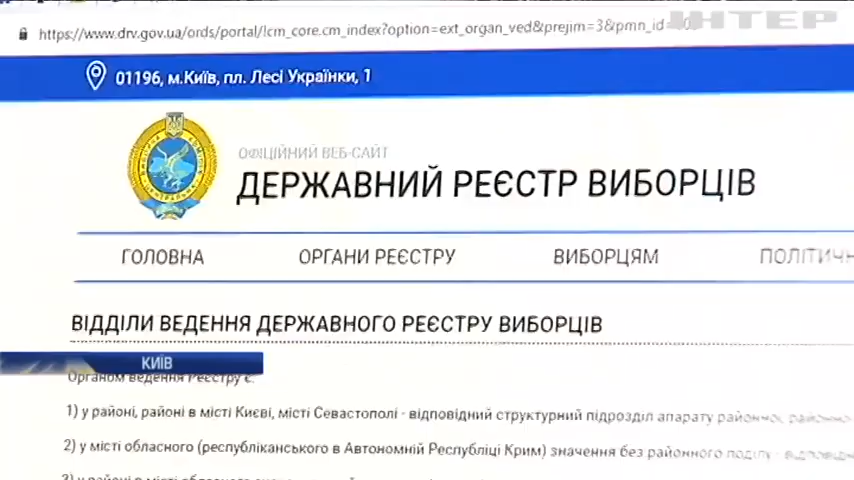 https://www.drv.gov.ua/ords/portal/!cm_core.cm_index?option=ext_organ_ved&prejim=3&pmn_id=
ІНТЕР
01196, м.Київ, пл. Лесі Українки, 1
ОФІЦІЙНИЙ ВЕБ-САЙТ
ДЕРЖАВНИЙ РЕЄСТР ВИБОРЦІВ
ГОЛОВНА ОРГАНИ РЕЄСТРУ ВИБОРЦЯМ ПОЛІТИЧН
ВІДДІЛИ ВЕДЕННЯ ДЕРЖАВНОГО РЕЄСТРУ ВИБОРЦІВ
КИЇВ
Органом ведення Реєстру є:
1) у районі, районі в місті Києві, місті Севастополі - відповідний структурний підрозділ апарату районної, районно
2) у місті обласного (республіканського в Автономній Республіці Крим) значення без районного поділу - відповідн